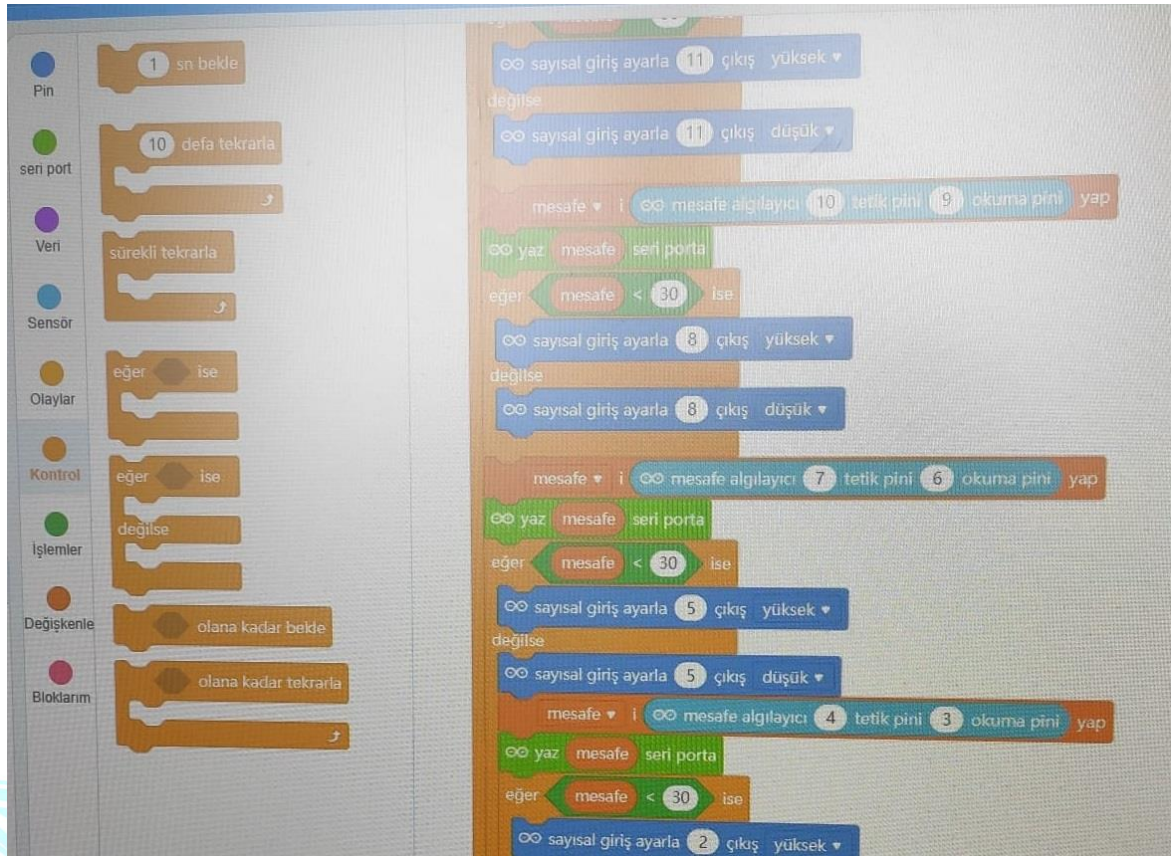 Pin
seri port
Veri
Sensör
Olaylar
Kontrol
İşlemler
Değişkenle
Bloklarım
1 sn bekle
10 defa tekrarla
sürekli tekrarla
eğer ise
eğer ise
değilse
olana kadar bekle
olana kadar tekrarla
sayısal giriş ayarla 11 çıkış yüksek
değilse
sayısal giriş ayarla 11 çıkış düşük
mesafe i mesafe algılayıcı 10 tetik pini 9 okuma pini yap
yaz mesafe seri porta
eğer mesafe < 30 ise
sayısal giriş ayarla 8 çıkış yüksek
değilse
sayısal giriş ayarla 8 çıkış düşük
mesafe i mesafe algılayıcı 7 tetik pini 6 okuma pini yap
yaz mesafe seri porta
eğer mesafe < 30 ise
sayısal giriş ayarla 5 çıkış yüksek
değilse
sayısal giriş ayarla 5 çıkış düşük
mesafe i mesafe algılayıcı 4 tetik pini 3 okuma pini yap
yaz mesafe seri porta
eğer mesafe < 30 ise
sayısal giriş ayarla 2 çıkış yüksek